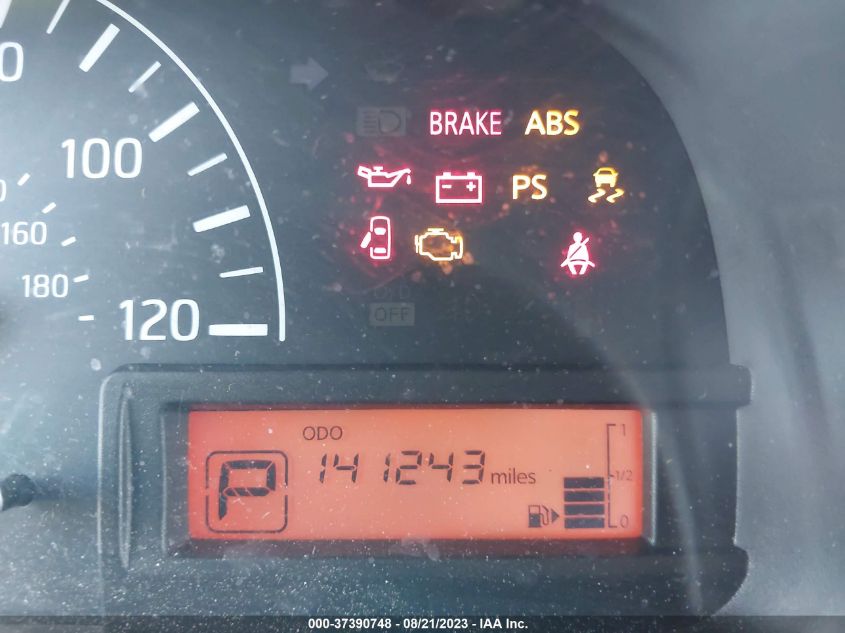 BRAKE ABS
100
PS
160
180
120
OFF
ODO
P 141243 miles
1
1/2
0
000-37390748 - 08/21/2023 - IAA Inc.